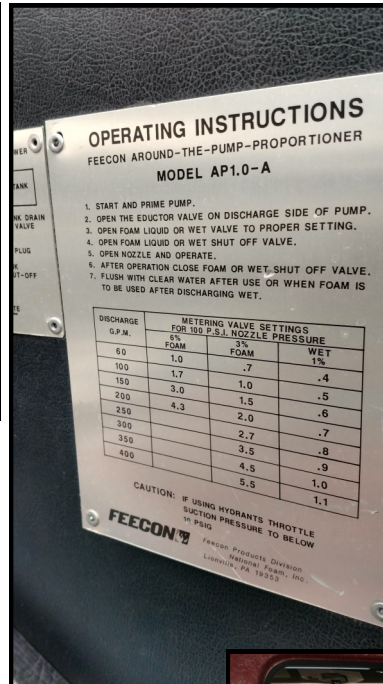 NER
TANK
NK DRAIN
VALVE
PLUG
UT-OFF
OPERATING INSTRUCTIONS
FEECON AROUND-THE-PUMP-PROPORTIONER
MODEL AP1.0-A
1. START AND PRIME PUMP.
2. OPEN THE EDUCTOR VALVE ON DISCHARGE SIDE OF PUMP.
3. OPEN FOAM LIQUID OR WET VALVE TO PROPER SETTING.
4. OPEN FOAM LIQUID OR WET SHUT OFF VALVE.
5. OPEN NOZZLE AND OPERATE.
6. AFTER OPERATION CLOSE FOAM OR WET SHUT OFF VALVE.
7. FLUSH WITH CLEAR WATER AFTER USE OR WHEN FOAM IS
TO BE USED AFTER DISCHARGING WET.
DISCHARGE G.P.M.
METERING VALVE SETTINGS
FOR 100 P.S.I. NOZZLE PRESSURE
6% FOAM 3% FOAM WET 1%
60 1.0 .7 .4
100 1.7 1.0 .5
150 3.0 1.5 .6
200 4.3 2.0 .7
250 2.7 .8
300 3.5 .9
350 4.5 1.0
400 5.5 1.1
CAUTION: IF USING HYDRANTS THROTTLE
SUCTION PRESSURE TO BELOW
10 PSIG
FEECON
Feecon Products Division
National Foam, Inc.
Lionville, PA 19353